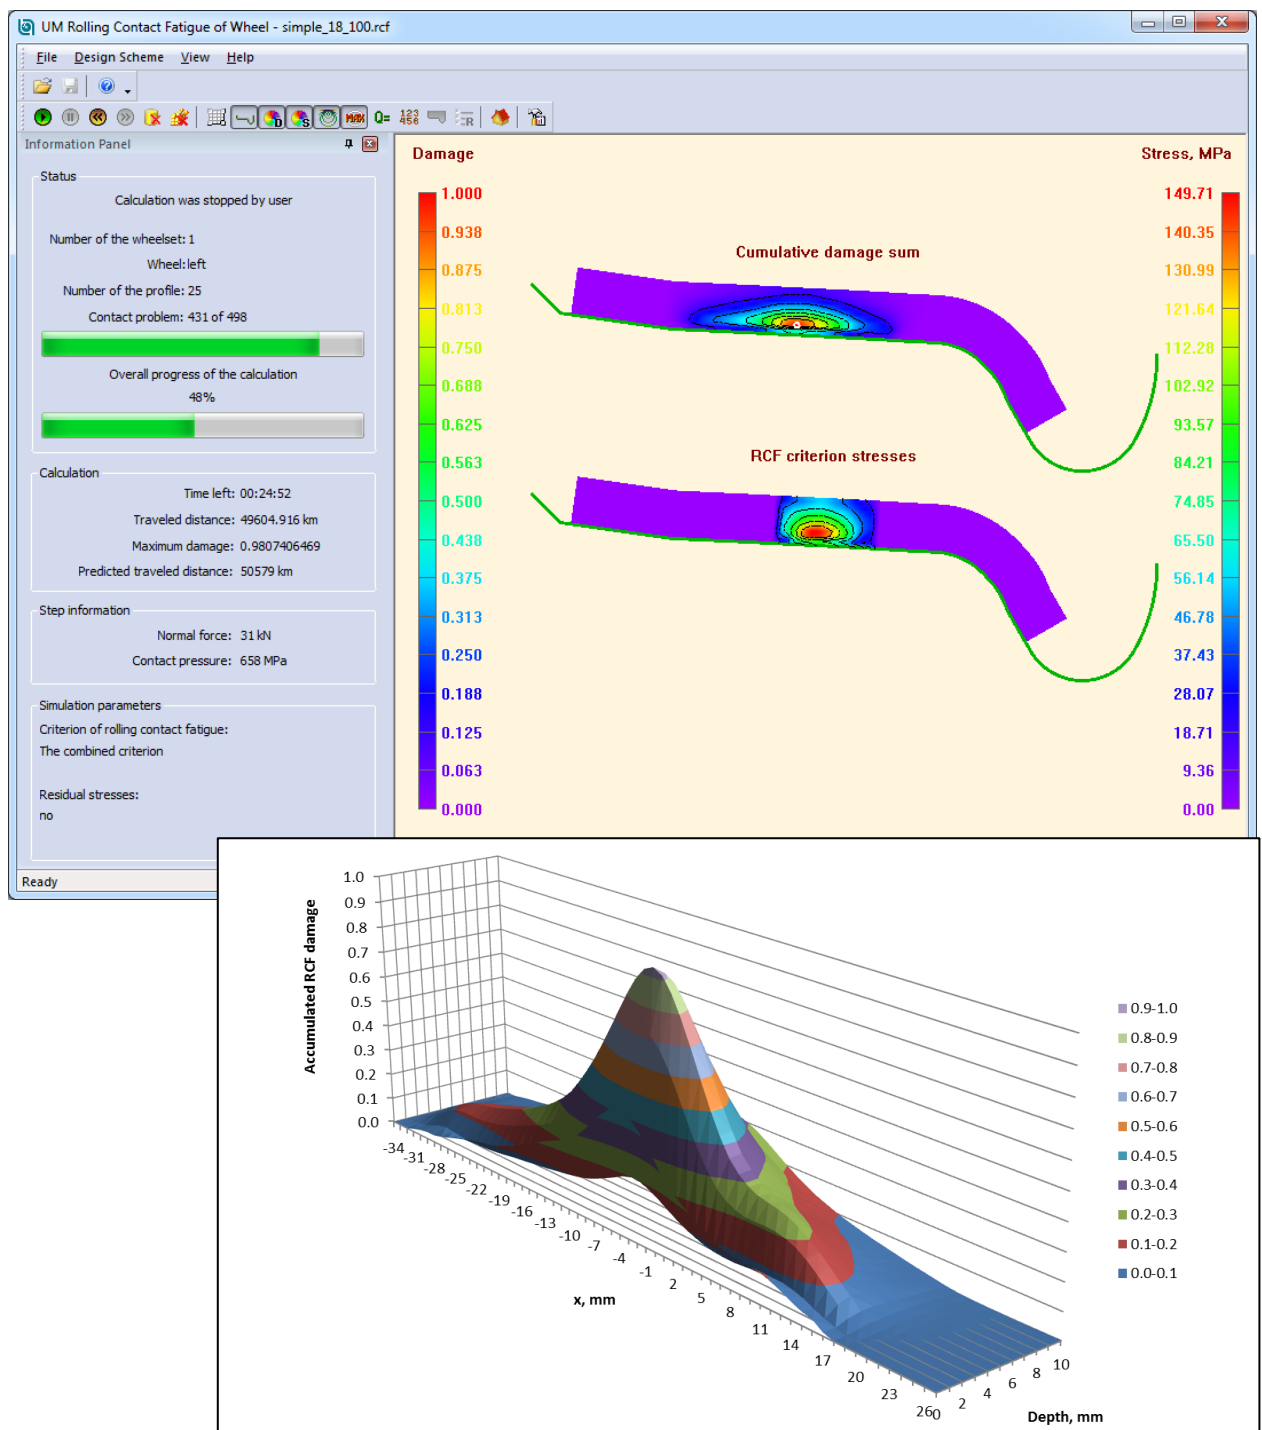 UM Rolling Contact Fatigue of Wheel - simple_18_100.rcf
File Design Scheme View Help
D S MAX Q= 123 456 R
Information Panel
Status
Calculation was stopped by user
Number of the wheelset: 1
Wheel: left
Number of the profile: 25
Contact problem: 431 of 498
Overall progress of the calculation
48%
Calculation
Time left: 00:24:52
Traveled distance: 49604.916 km
Maximum damage: 0.9807406469
Predicted traveled distance: 50579 km
Step information
Normal force: 31 kN
Contact pressure: 658 MPa
Simulation parameters
Criterion of rolling contact fatigue:
The combined criterion
Residual stresses:
no
Ready
Damage
1.000
0.938
0.875
0.813
0.750
0.688
0.625
0.563
0.500
0.438
0.375
0.313
0.250
0.188
0.125
0.063
0.000
Cumulative damage sum
RCF criterion stresses
Stress, MPa
149.71
140.35
130.99
121.64
112.28
102.92
93.57
84.21
74.85
65.50
56.14
46.78
37.43
28.07
18.71
9.36
0.00
Accumulated RCF damage
1.0
0.9
0.8
0.7
0.6
0.5
0.4
0.3
0.2
0.1
0.0
-34
-31
-28
-25
-22
-19
-16
-13
-10
-7
-4
-1
2
5
8
11
14
17
20
23
26
x, mm
0
2
4
6
8
10
Depth, mm
0.9-1.0
0.8-0.9
0.7-0.8
0.6-0.7
0.5-0.6
0.4-0.5
0.3-0.4
0.2-0.3
0.1-0.2
0.0-0.1